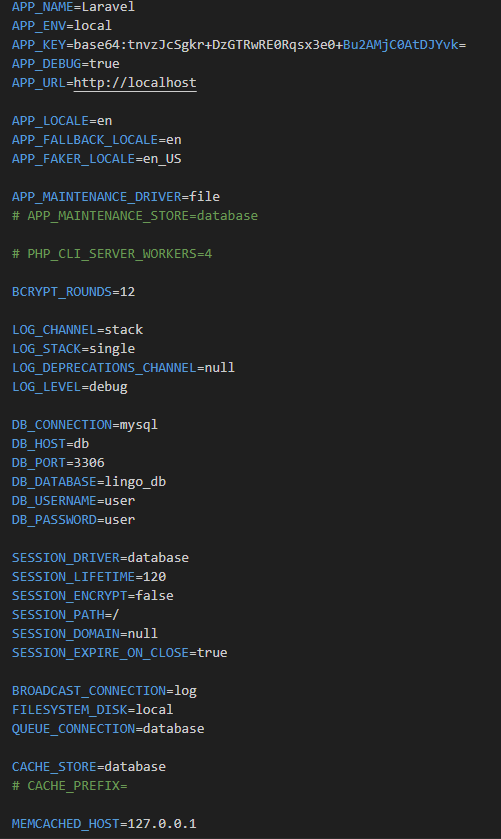 APP_NAME=Laravel
APP_ENV=local
APP_KEY=base64:tnvzJcSgkr+DzGTRwRE0Rqsx3e0+Bu2AMjC0AtDJYvk=
APP_DEBUG=true
APP_URL=http://localhost
APP_LOCALE=en
APP_FALLBACK_LOCALE=en
APP_FAKER_LOCALE=en_US
APP_MAINTENANCE_DRIVER=file
# APP_MAINTENANCE_STORE=database
# PHP_CLI_SERVER_WORKERS=4
BCRYPT_ROUNDS=12
LOG_CHANNEL=stack
LOG_STACK=single
LOG_DEPRECATIONS_CHANNEL=null
LOG_LEVEL=debug
DB_CONNECTION=mysql
DB_HOST=db
DB_PORT=3306
DB_DATABASE=lingo_db
DB_USERNAME=user
DB_PASSWORD=user
SESSION_DRIVER=database
SESSION_LIFETIME=120
SESSION_ENCRYPT=false
SESSION_PATH=/
SESSION_DOMAIN=null
SESSION_EXPIRE_ON_CLOSE=true
BROADCAST_CONNECTION=log
FILESYSTEM_DISK=local
QUEUE_CONNECTION=database
CACHE_STORE=database
# CACHE_PREFIX=
MEMCACHED_HOST=127.0.0.1